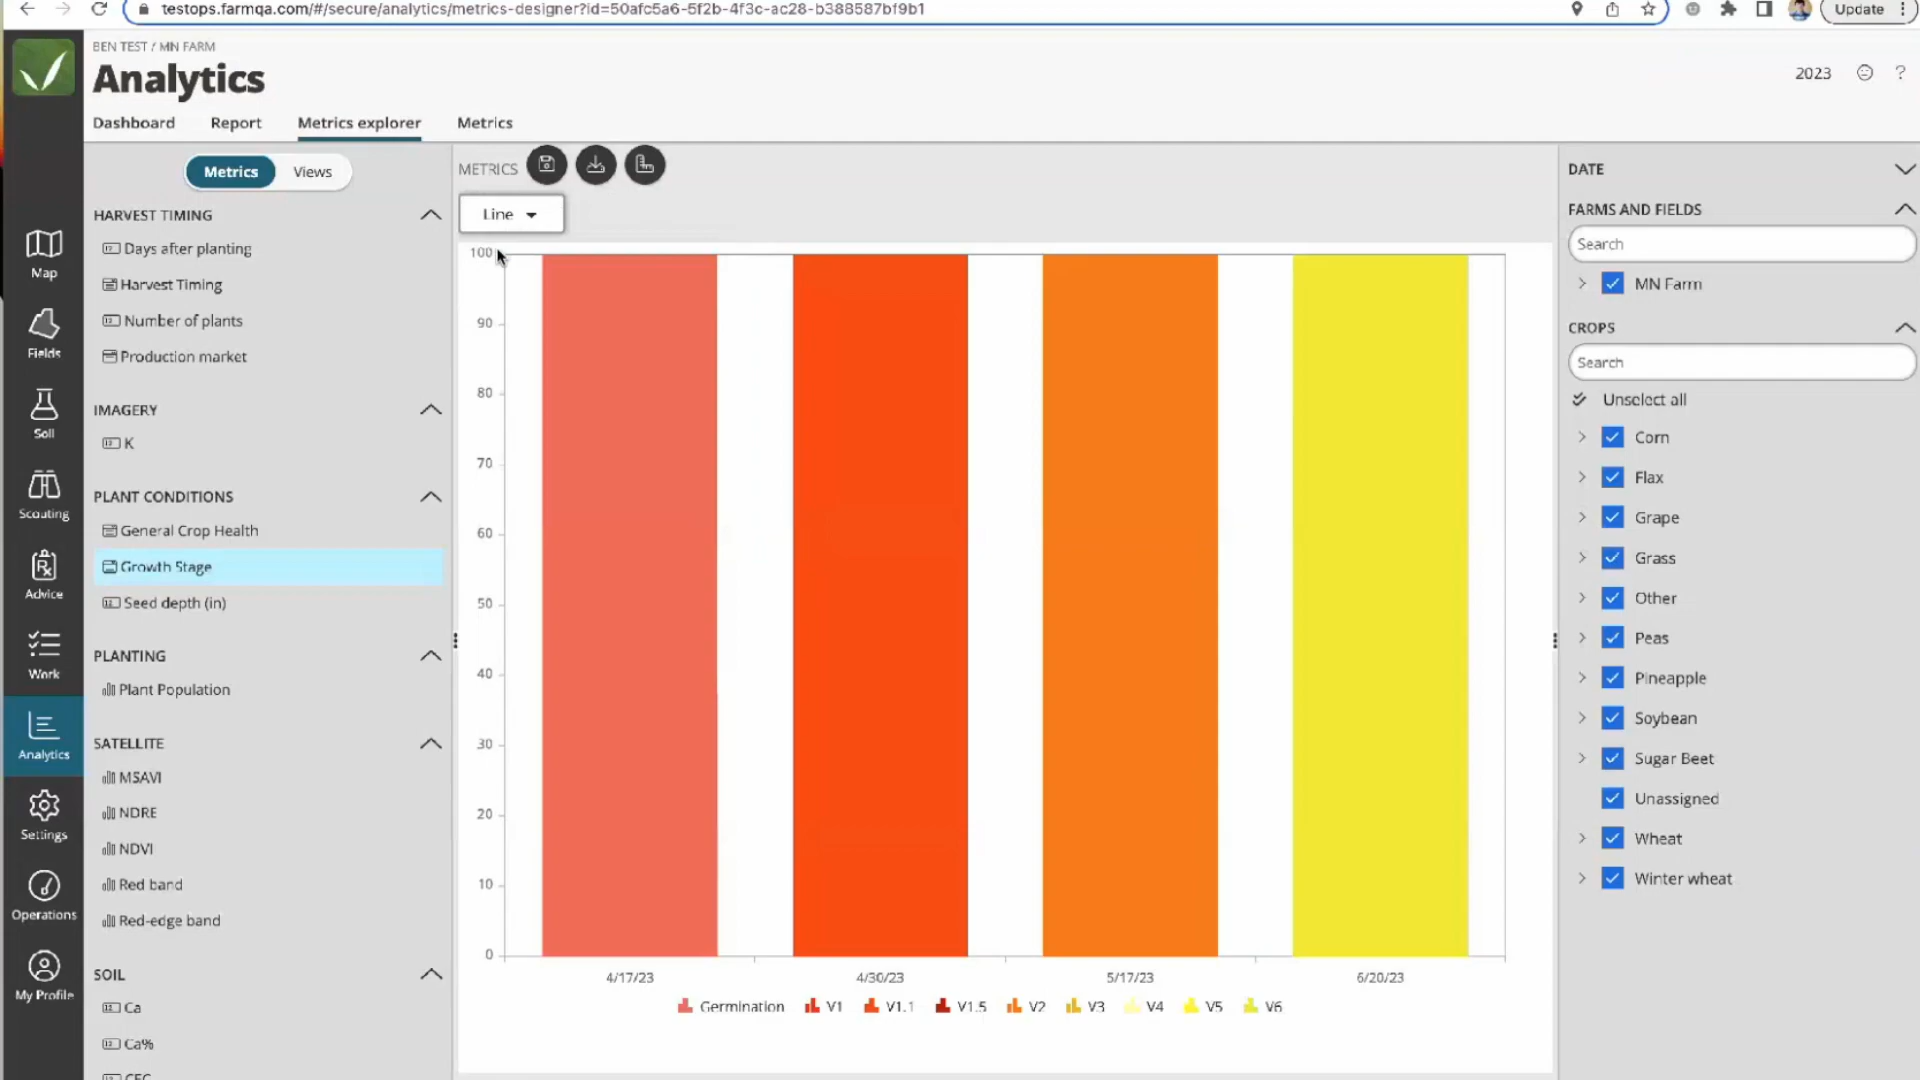 testops.farmqa.com/#/secure/analytics/metrics-designer?id=50afc5a6-5f2b-4f3c-ac28-b388587bf9b1
Update
BEN TEST / MN FARM
Analytics
2023
?
Dashboard
Report
Metrics explorer
Metrics
Metrics
Views
HARVEST TIMING
Days after planting
Harvest Timing
Number of plants
Production market
IMAGERY
K
PLANT CONDITIONS
General Crop Health
Growth Stage
Seed depth (in)
PLANTING
Plant Population
SATELLITE
MSAVI
NDRE
NDVI
Red band
Red-edge band
SOIL
Ca
Ca%
CEC
Map
Fields
Soil
Scouting
Advice
Work
Analytics
Settings
Operations
My Profile
METRICS
Line
100
90
80
70
60
50
40
30
20
10
0
4/17/23
4/30/23
5/17/23
6/20/23
Germination
V1
V1.1
V1.5
V2
V3
V4
V5
V6
DATE
FARMS AND FIELDS
Search
MN Farm
CROPS
Search
Unselect all
Corn
Flax
Grape
Grass
Other
Peas
Pineapple
Soybean
Sugar Beet
Unassigned
Wheat
Winter wheat